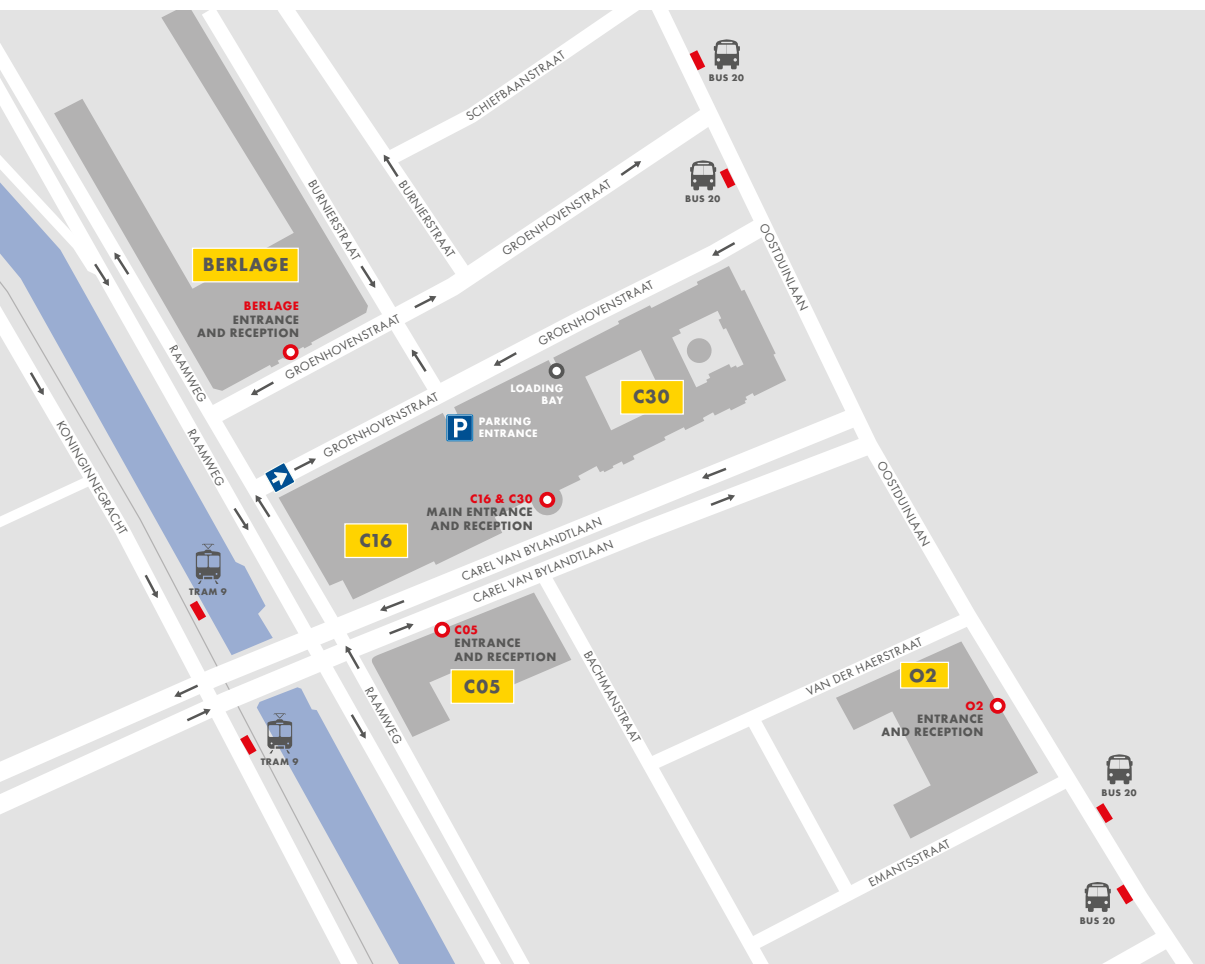 SCHIEFBAANSTRAAT
BUS 20
BURNIERSTRAAT
BURNIERSTRAAT
GROENHOVENSTRAAT
BUS 20
OOSTDUINLAAN
BERLAGE
BERLAGE
ENTRANCE
AND RECEPTION
GROENHOVENSTRAAT
GROENHOVENSTRAAT
RAAMWEG
LOADING
BAY
C30
GROENHOVENSTRAAT
P
PARKING
ENTRANCE
KONINGINNEGRACHT
RAAMWEG
C16 & C30
MAIN ENTRANCE
AND RECEPTION
C16
OOSTDUINLAAN
CAREL VAN BYLANDTLAAN
CAREL VAN BYLANDTLAAN
TRAM 9
C05
ENTRANCE
AND RECEPTION
C05
BACHMANSTRAAT
VAN DER HAERSTRAAT
O2
O2
ENTRANCE
AND RECEPTION
RAAMWEG
TRAM 9
BUS 20
EMANTSSTRAAT
BUS 20